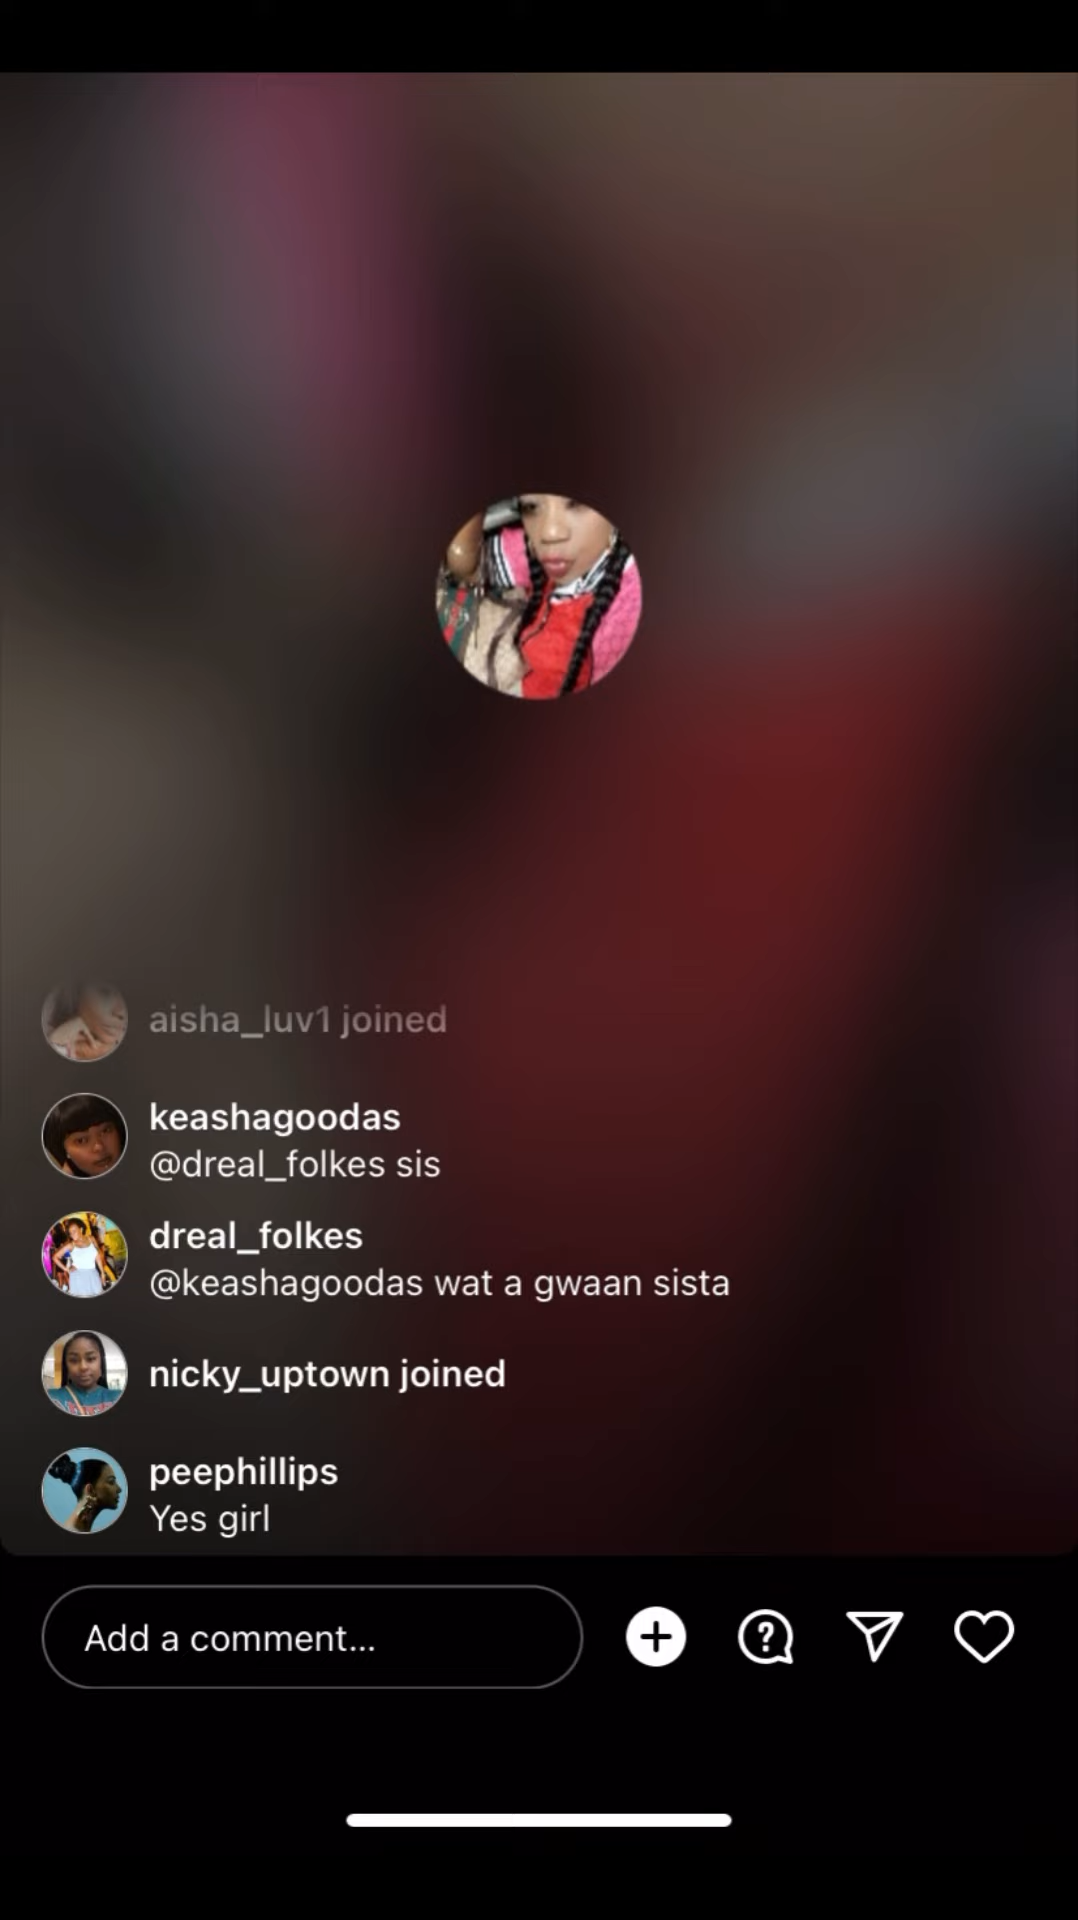 aisha_luv1 joined
keashagoodas
@dreal_folkes sis
dreal_folkes
@keashagoodas wat a gwaan sista
nicky_uptown joined
peephillips
Yes girl
Add a comment...